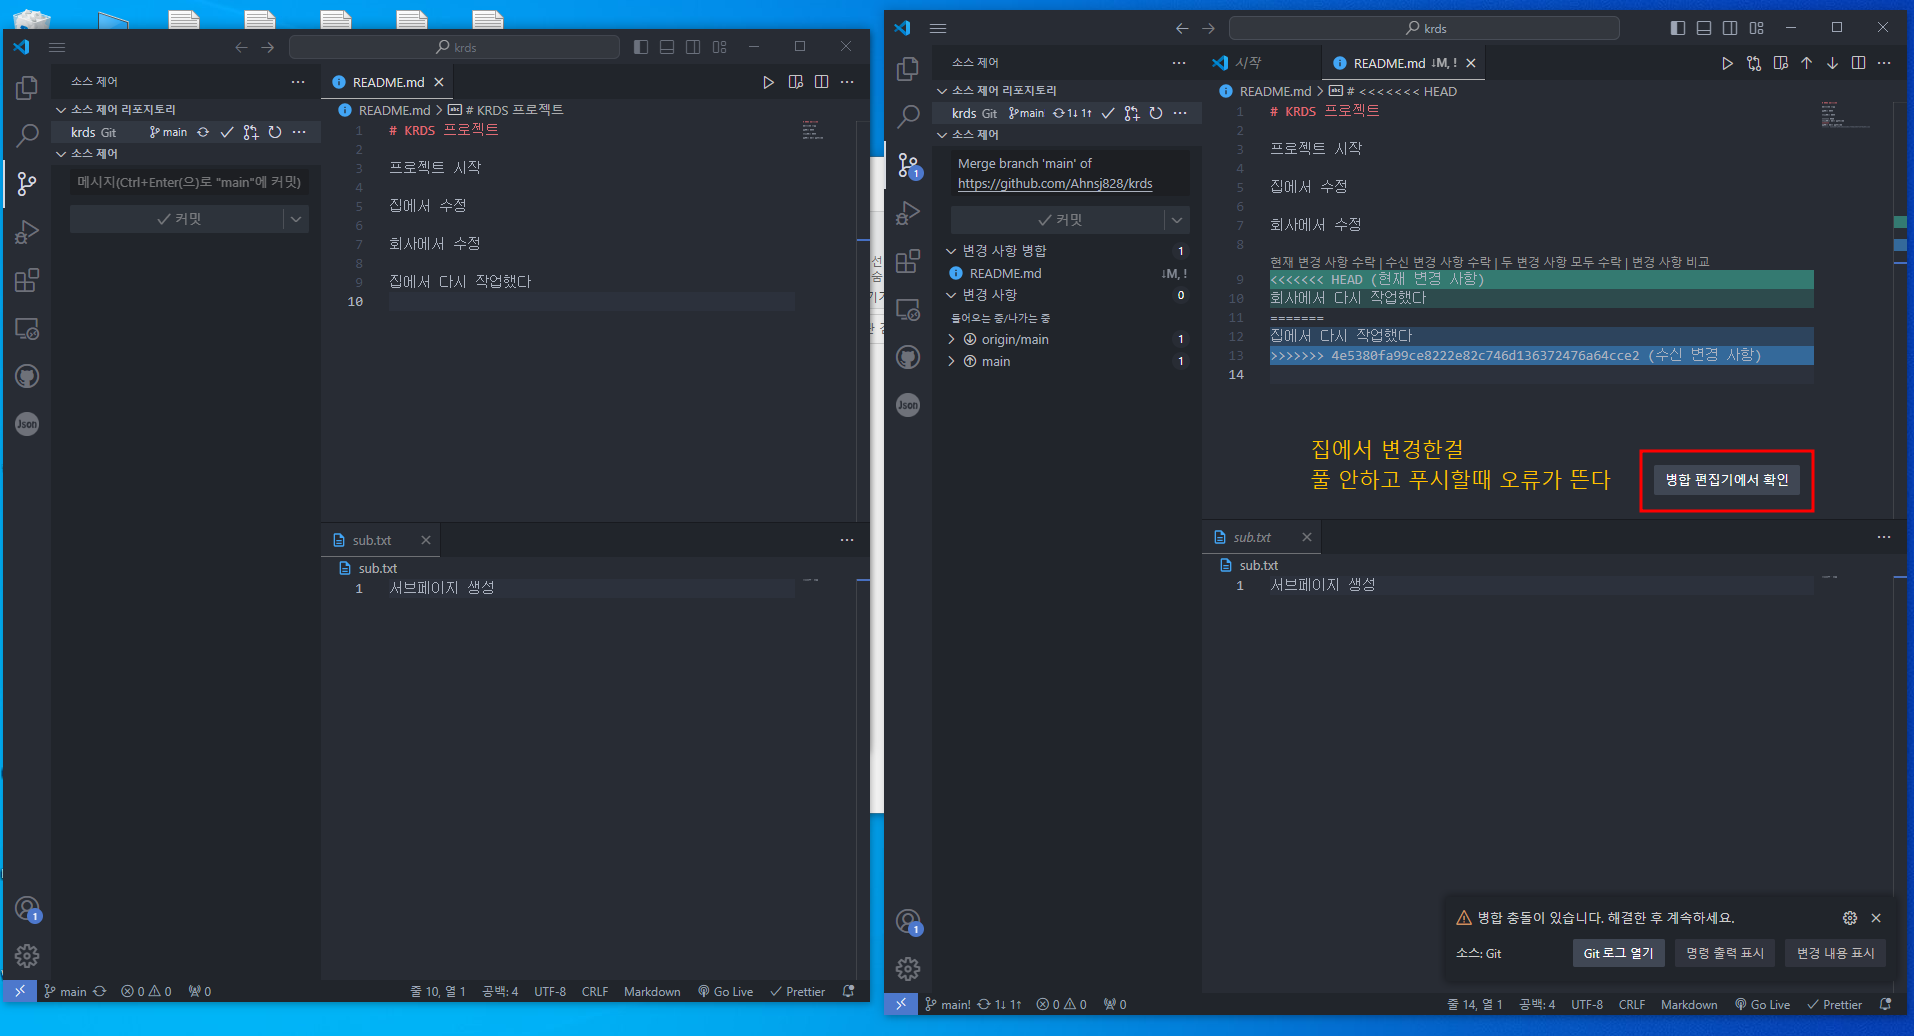 krds
소스 제어
소스 제어 리포지토리
krds Git main
소스 제어
메시지(Ctrl+Enter(으)로 "main"에 커밋)
커밋
README.md
README.md > # KRDS 프로젝트
1 # KRDS 프로젝트
2
3 프로젝트 시작
4
5 집에서 수정
6
7 회사에서 수정
8
9 집에서 다시 작업했다
10
sub.txt
sub.txt
1 서브페이지 생성
Json
1
main 0 0 0
줄 10, 열 1 공백: 4 UTF-8 CRLF Markdown Go Live Prettier
krds
소스 제어
소스 제어 리포지토리
krds Git main 1↓ 1↑
소스 제어
Merge branch 'main' of
https://github.com/Ahnsj828/krds
커밋
변경 사항 병합 1
README.md ↓M, !
변경 사항 0
들어오는 중/나가는 중
origin/main 1
main 1
1
Json
1
시작
README.md ↓M, !
README.md > # <<<<<<< HEAD
1 # KRDS 프로젝트
2
3 프로젝트 시작
4
5 집에서 수정
6
7 회사에서 수정
8
현재 변경 사항 수락 | 수신 변경 사항 수락 | 두 변경 사항 모두 수락 | 변경 사항 비교
9 <<<<<<< HEAD (현재 변경 사항)
10 회사에서 다시 작업했다
11 =======
12 집에서 다시 작업했다
13 >>>>>>> 4e5380fa99ce8222e82c746d136372476a64cce2 (수신 변경 사항)
14
집에서 변경한걸
풀 안하고 푸시할때 오류가 뜬다
병합 편집기에서 확인
sub.txt
sub.txt
1 서브페이지 생성
병합 충돌이 있습니다. 해결한 후 계속하세요.
소스: Git
Git 로그 열기 명령 출력 표시 변경 내용 표시
main! 1↓ 1↑ 0 0 0
줄 14, 열 1 공백: 4 UTF-8 CRLF Markdown Go Live Prettier